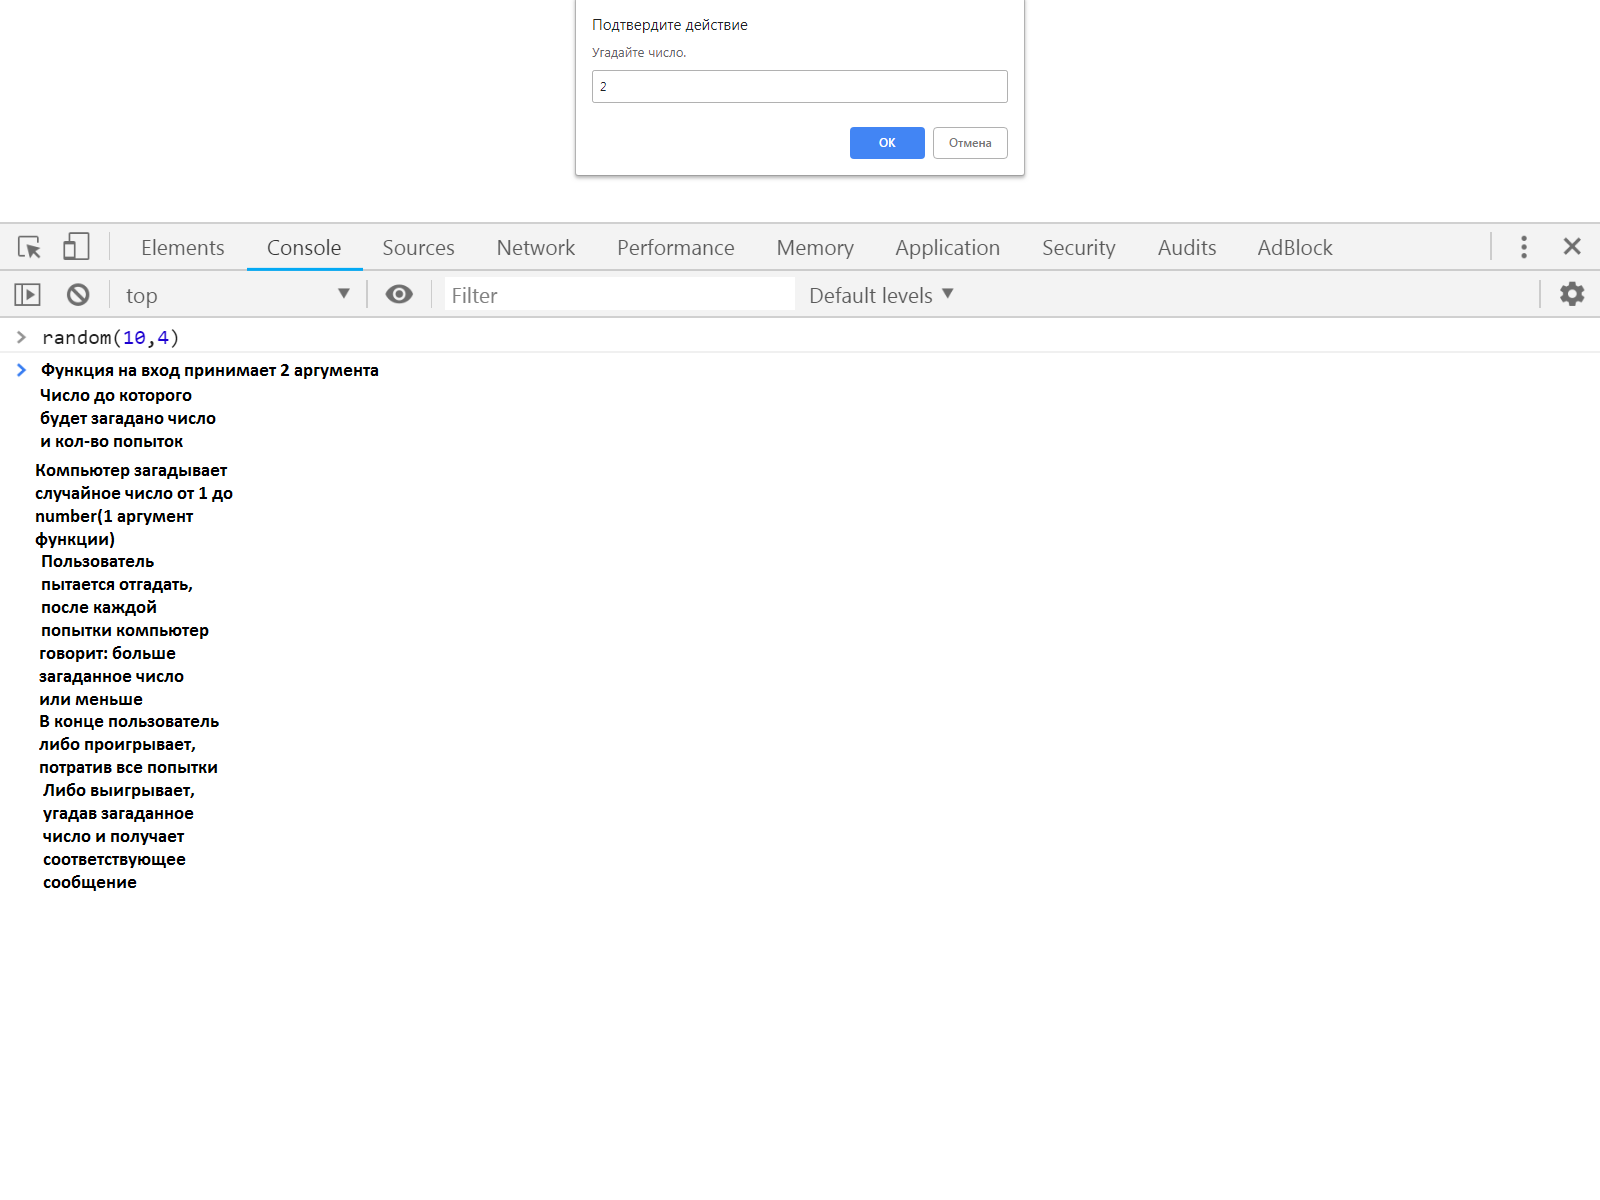 Подтвердите действие
Угадайте число.
2
ОК
Отмена
Elements Console Sources Network Performance Memory Application Security Audits AdBlock
top Filter Default levels
random(10,4)
Функция на вход принимает 2 аргумента
Число до которого
будет загадано число
и кол-во попыток
Компьютер загадывает
случайное число от 1 до
number(1 аргумент
функции)
Пользователь
пытается отгадать,
после каждой
попытки компьютер
говорит: больше
загаданное число
или меньше
В конце пользователь
либо проигрывает,
потратив все попытки
Либо выигрывает,
угадав загаданное
число и получает
соответствующее
сообщение